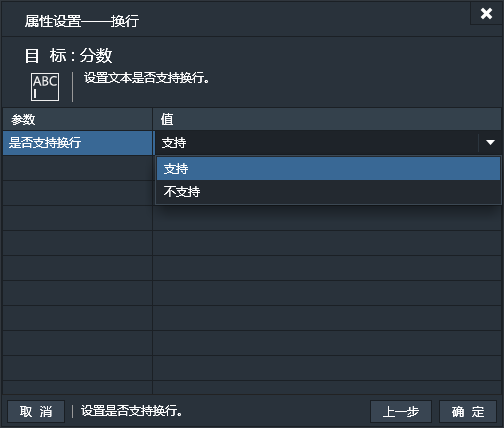 属性设置——换行
目 标 : 分数
ABC
I
设置文本是否支持换行。
参数 值
是否支持换行 支持
支持
不支持
取 消 设置是否支持换行。 上一步 确 定